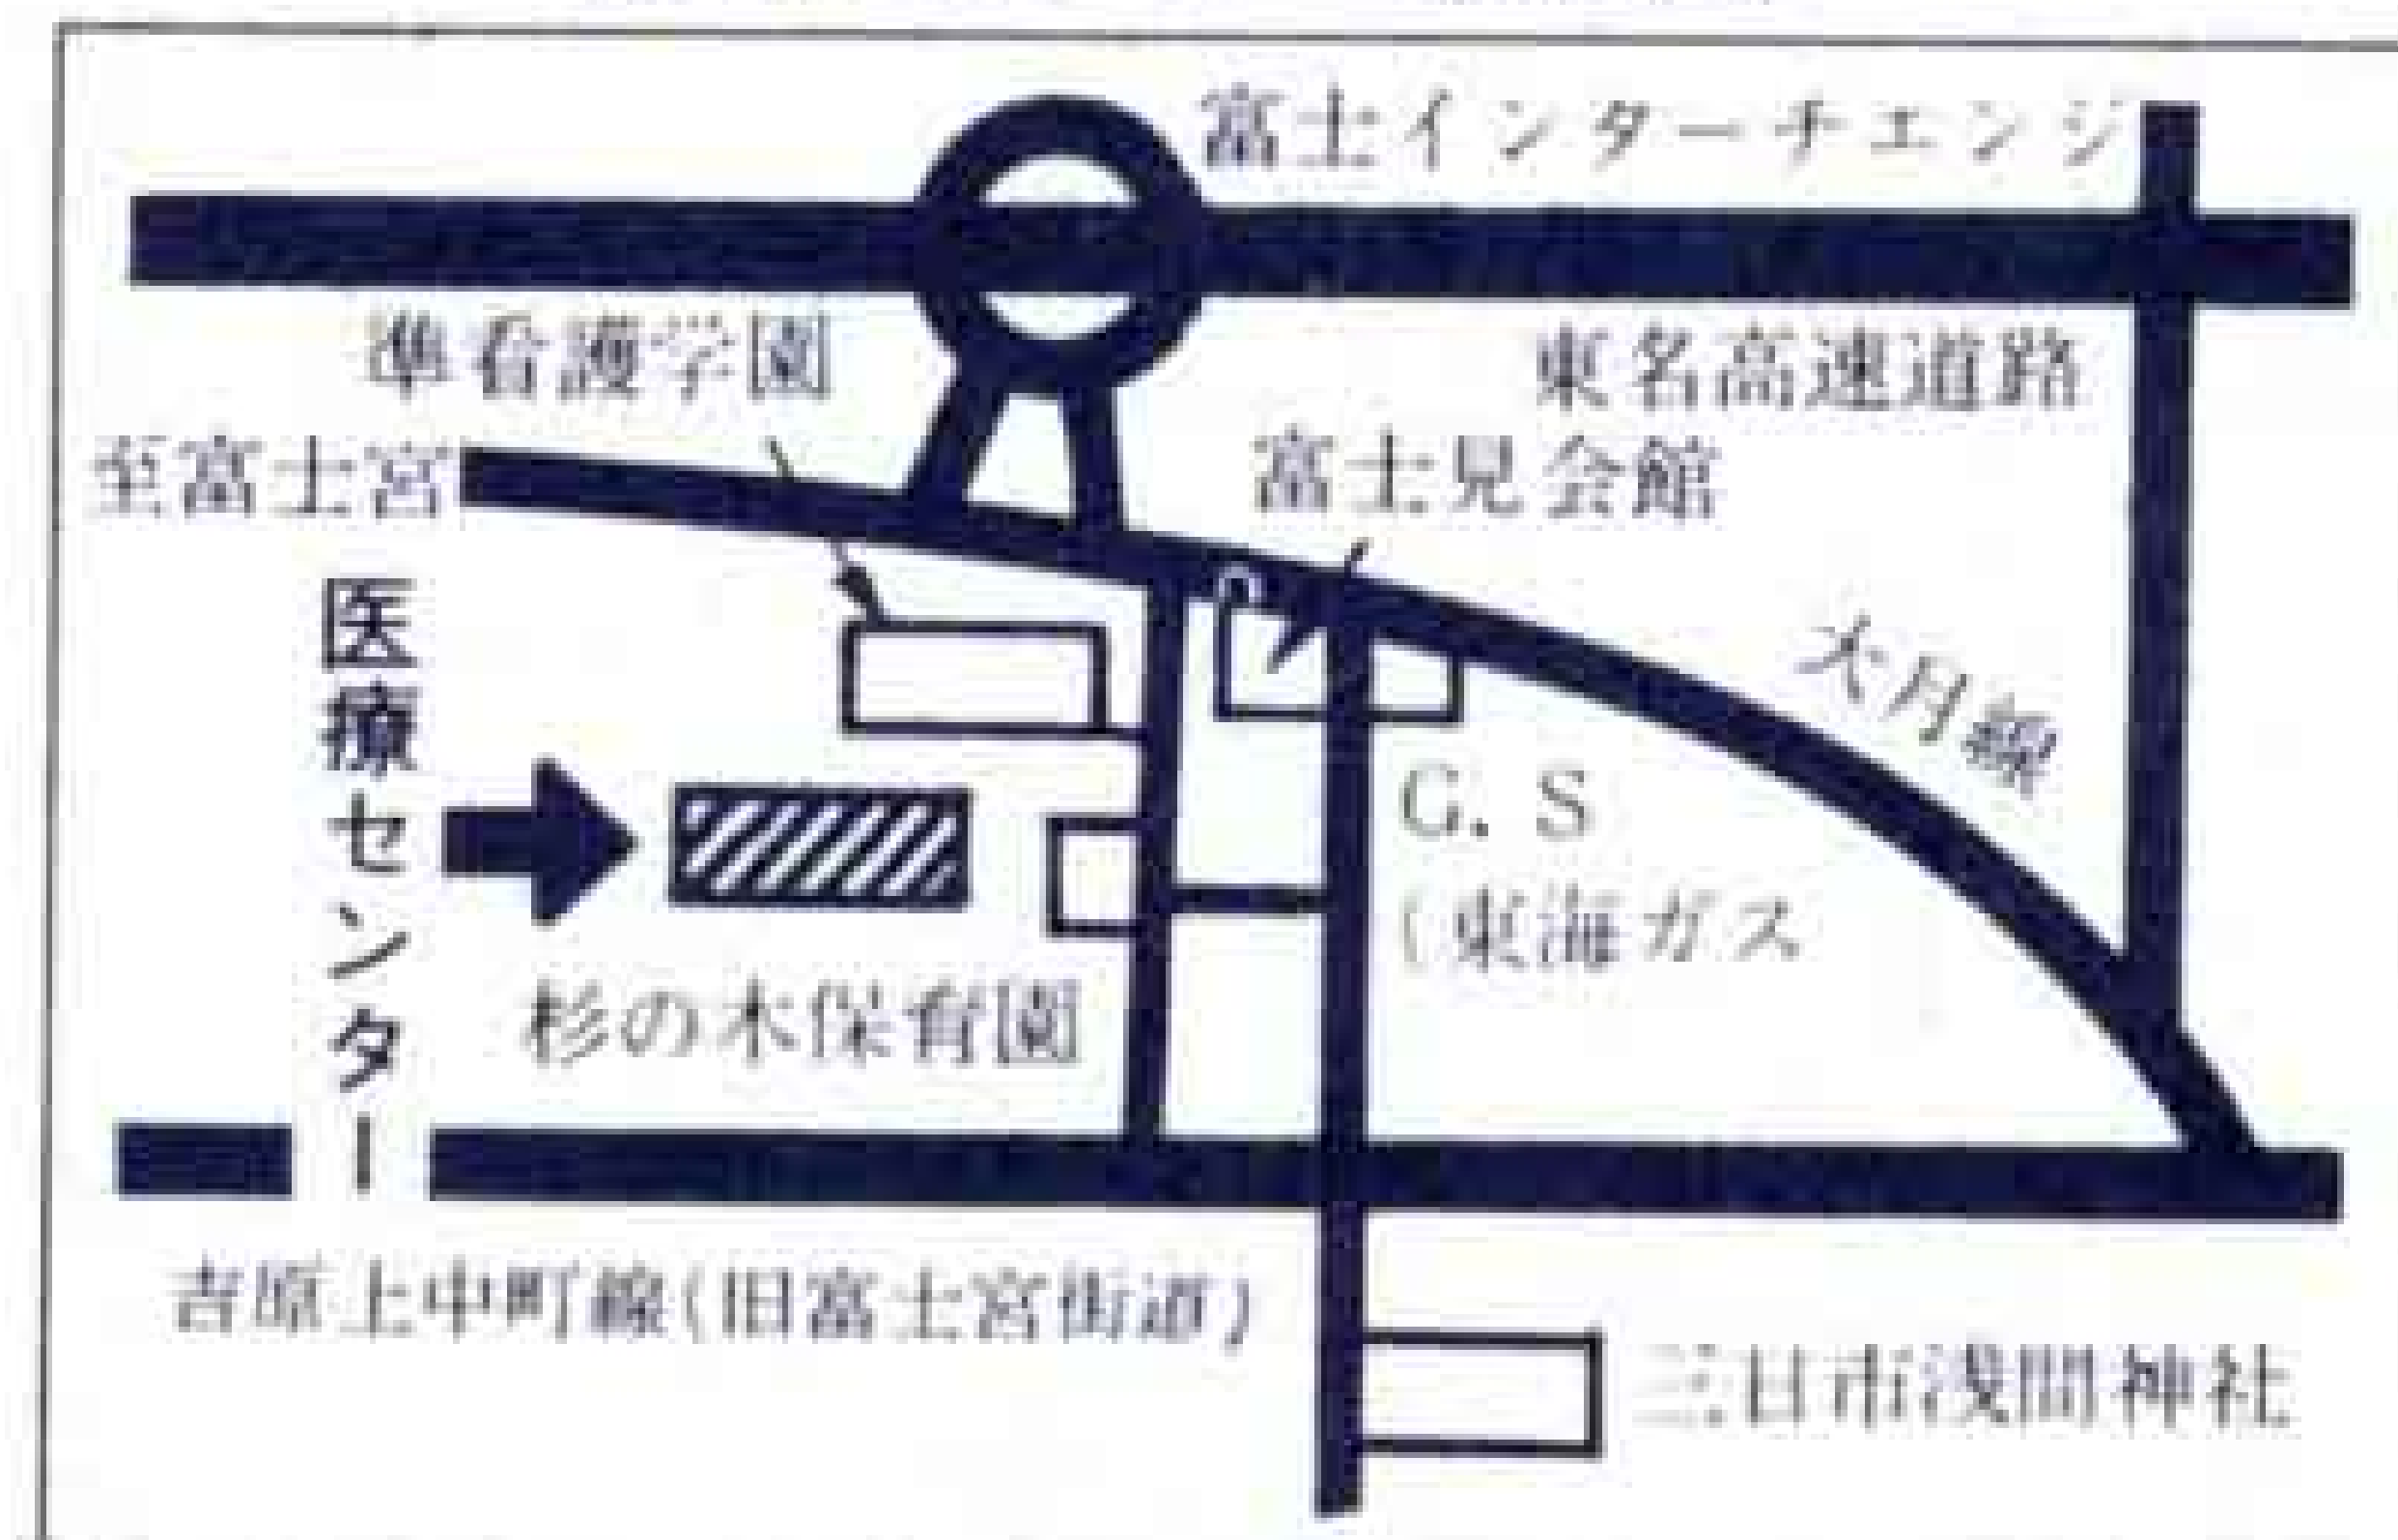 富士インターチエンジ
東名高速道路
準看護学園
至富士宮
富士見会館
大月線
医療センター
G.S
(東海ガス
杉の木保育園
吉原上中町線(旧富士宮街道)
三日市浅間神社